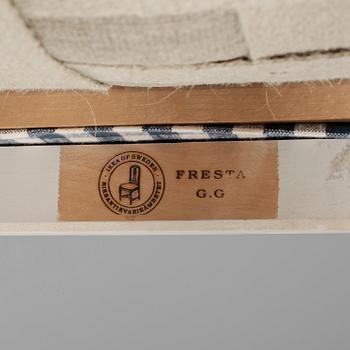 IKEA OF SWEDEN
RIKSANTIKVARIEÄMBETET
FRESTA
G.G